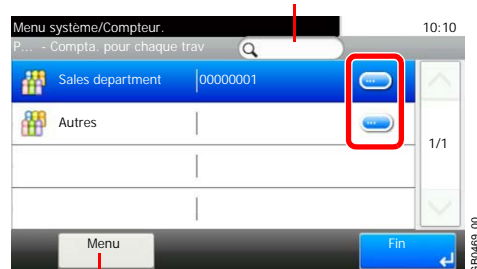 Menu système/Compteur.
10:10
P... - Compta. pour chaque trav
Sales department 00000001
...
Autres
...
1/1
Menu
Fin
GB0469_00